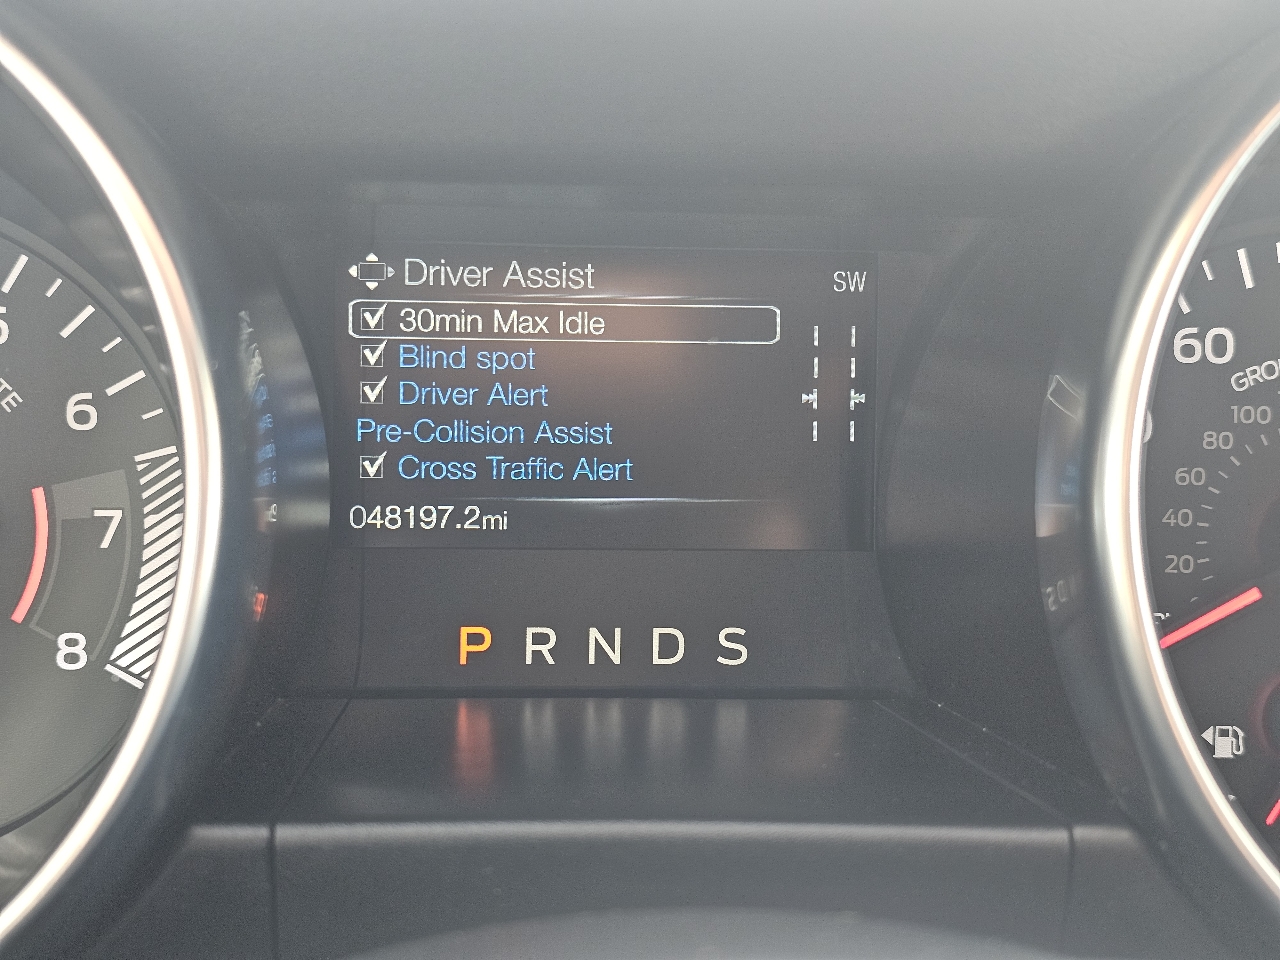 Driver Assist
SW
30min Max Idle
Blind spot
Driver Alert
Pre-Collision Assist
Cross Traffic Alert
048197.2mi
P R N D S
6
7
8
60
100
80
60
40
20